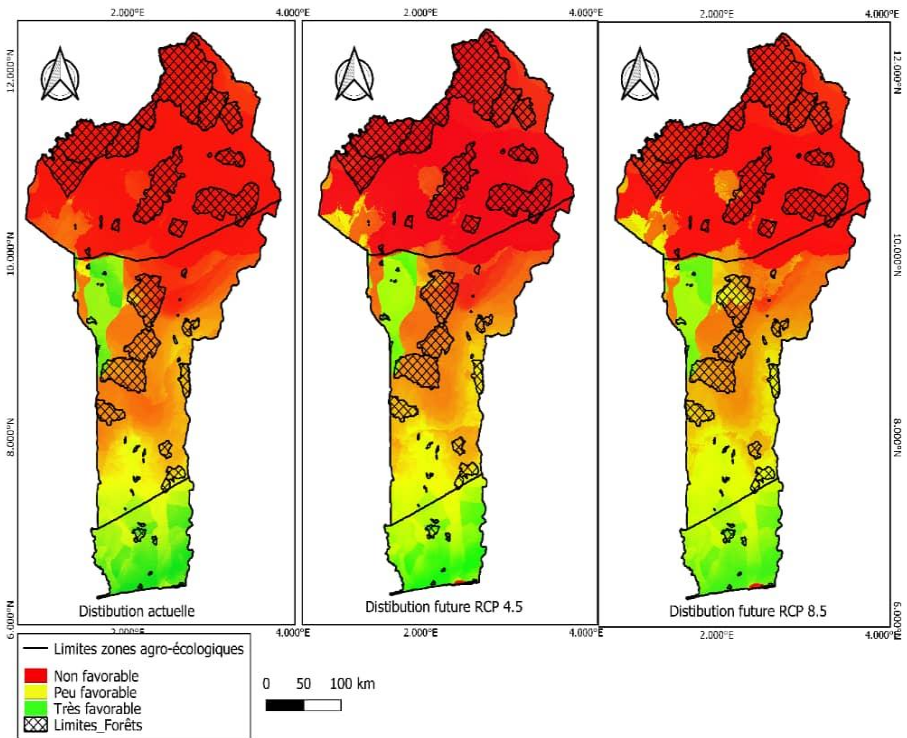 2.000°E 4.000°E 2.000°E 4.000°E 2.000°E 4.000°E
12.000°N
10.000°N
8.000°N
6.000°N
12.000°N
10.000°N
8.000°N
6.000°N
Distibution actuelle
Distibution future RCP 4.5
Distibution future RCP 8.5
2.000°E 4.000°E 2.000°E 4.000°E 2.000°E 4.000°E
Limites zones agro-écologiques
Non favorable
Peu favorable
Très favorable
Limites_Forêts
0 50 100 km